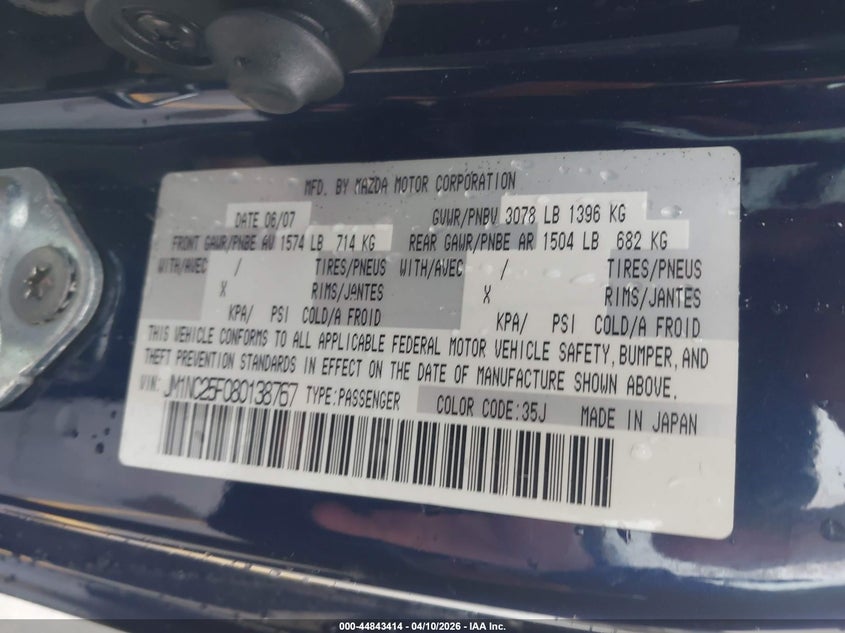 MFD. BY MAZDA MOTOR CORPORATION
DATE 06/07 GVWR/PNBV 3078 LB 1396 KG
FRONT GAWR/PNBE AV 1574 LB 714 KG REAR GAWR/PNBE AR 1504 LB 682 KG
WITH/AVEC / TIRES/PNEUS WITH/AVEC / TIRES/PNEUS
X RIMS/JANTES X RIMS/JANTES
KPA/ PSI COLD/A FROID KPA/ PSI COLD/A FROID
THIS VEHICLE CONFORMS TO ALL APPLICABLE FEDERAL MOTOR VEHICLE SAFETY, BUMPER, AND
THEFT PREVENTION STANDARDS IN EFFECT ON THE DATE OF MANUFACTURE SHOWN ABOVE.
VIN: JM1NC25F080138767 TYPE:PASSENGER COLOR CODE:35J MADE IN JAPAN
000-44843414 - 04/10/2026 - IAA Inc.